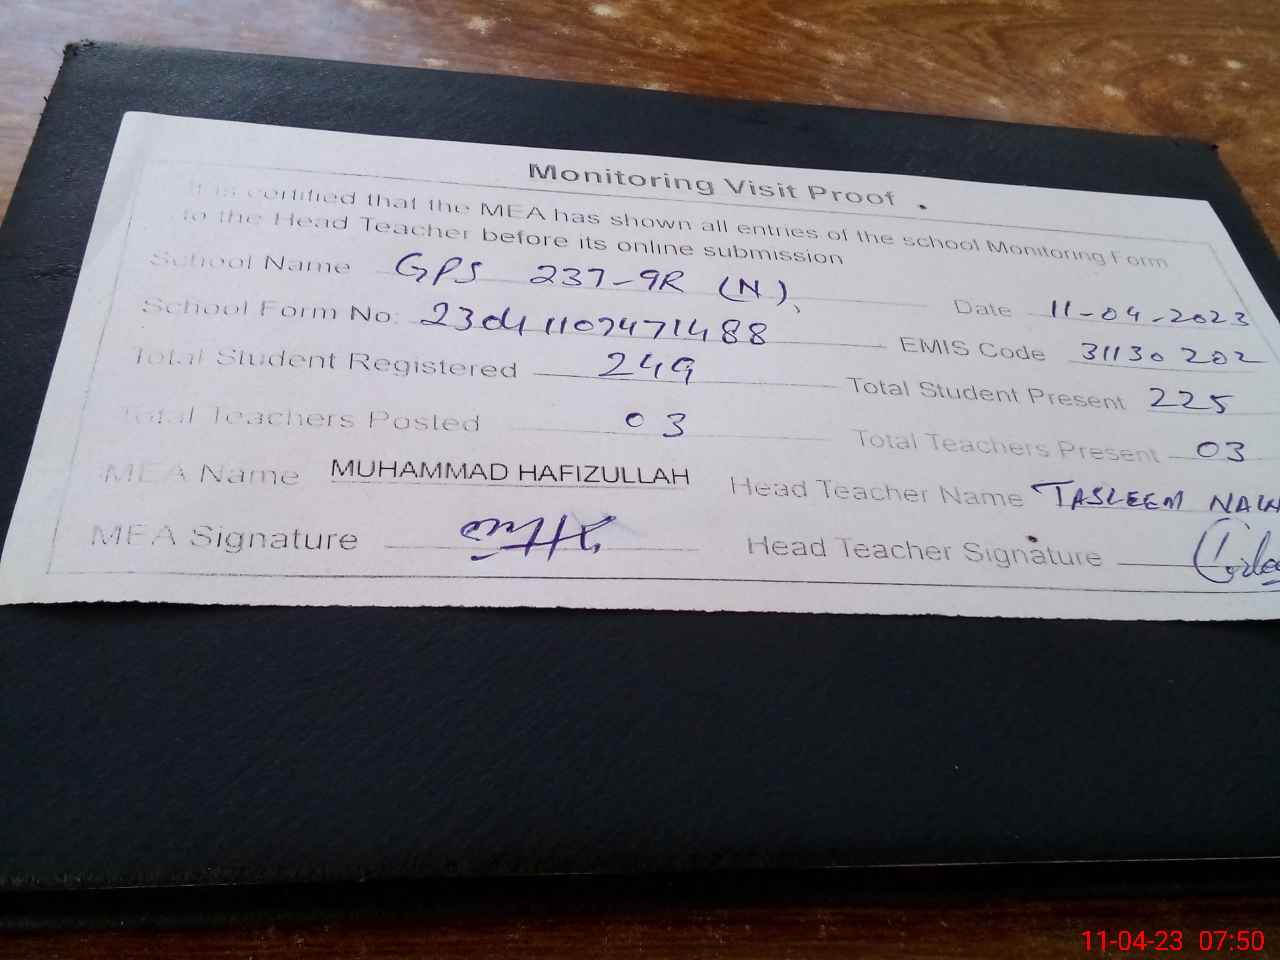 Monitoring Visit Proof
It is certified that the MEA has shown all entries of the school Monitoring Form
to the Head Teacher before its online submission
School Name GPS 237-9R (N)
Date 11-04-2023
School Form No: 23041107471488
EMIS Code 31130202
Total Student Registered 249
Total Student Present 225
Total Teachers Posted 03
Total Teachers Present 03
MEA Name MUHAMMAD HAFIZULLAH
Head Teacher Name TASLEEM
MEA Signature
Head Teacher Signature
11-04-23 07:50